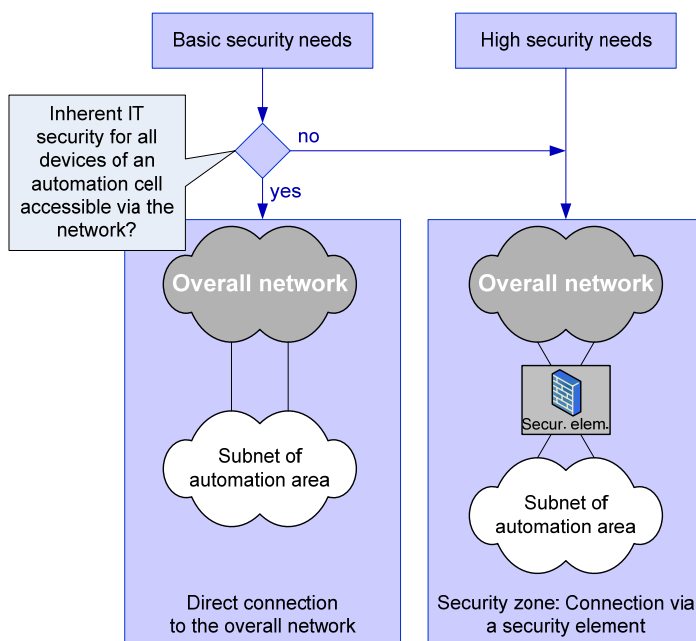 Basic security needs
High security needs
Inherent IT
security for all
devices of an
automation cell
accessible via the
network?
no
yes
Overall network
Overall network
Secur. elem.
Subnet of
automation area
Subnet of
automation area
Direct connection
to the overall network
Security zone: Connection via
a security element